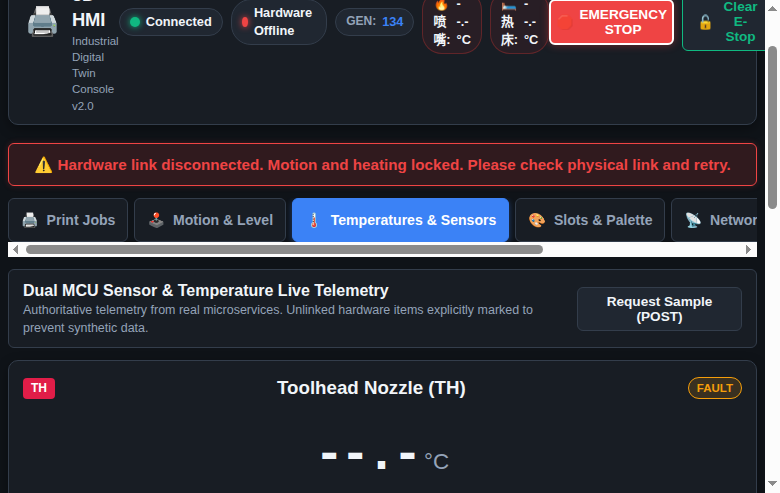 HMI
Industrial
Digital
Twin
Console
v2.0
Connected
Hardware
Offline
GEN: 134
喷 -.-
嘴: °C
热 -.-
床: °C
EMERGENCY
STOP
Clear
E-
Stop
Hardware link disconnected. Motion and heating locked. Please check physical link and retry.
Print Jobs
Motion & Level
Temperatures & Sensors
Slots & Palette
Networ
Dual MCU Sensor & Temperature Live Telemetry
Authoritative telemetry from real microservices. Unlinked hardware items explicitly marked to
prevent synthetic data.
Request Sample
(POST)
TH
Toolhead Nozzle (TH)
FAULT
--.- °C